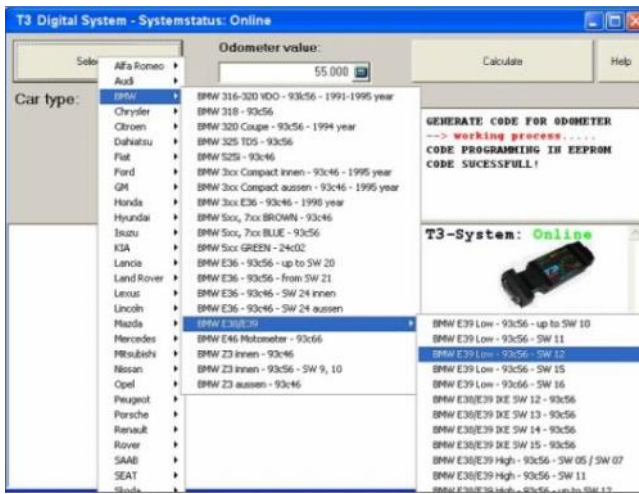 T3 Digital System - Systemstatus: Online
Odometer value:
55.000
Calculate
Help
Car type:
Alfa Romeo
Audi
BMW
Chrysler
Citroen
Dahiatsu
Fiat
Ford
GM
Honda
Hyundai
Isuzu
KIA
Lancia
Land Rover
Lexus
Lincoln
Mazda
Mercedes
Mitsubishi
Nissan
Opel
Peugeot
Porsche
Renault
Rover
SAAB
SEAT
Skoda
BMW 316-320 VDO - 93lc56 - 1991-1995 year
BMW 318 - 93c56
BMW 320 Coupe - 93c56 - 1994 year
BMW 325 TDS - 93c56
BMW 525i - 93c46
BMW 3xx Compact innen - 93c46 - 1995 year
BMW 3xx Compact aussen - 93c46 - 1995 year
BMW 3xx E36 - 93c46 - 1998 year
BMW 5xx, 7xx BROWN - 93c46
BMW 5xx, 7xx BLUE - 93c56
BMW 5xx GREEN - 24c02
BMW E36 - 93c56 - up to SW 20
BMW E36 - 93c56 - from SW 21
BMW E36 - 93c46 - SW 24 innen
BMW E36 - 93c46 - SW 24 aussen
BMW E38/E39
BMW E46 Motometer - 93c66
BMW Z3 innen - 93c46
BMW Z3 innen - 93c56 - SW 9, 10
BMW Z3 aussen - 93c46
GENERATE CODE FOR ODOMETER
--> working process.....
CODE PROGRAMMING IN EEPROM
CODE SUCESSFULL!
T3-System: Online
T3
BMW E39 Low - 93c56 - up to SW 10
BMW E39 Low - 93c56 - SW 11
BMW E39 Low - 93c56 - SW 12
BMW E39 Low - 93c56 - SW 15
BMW E39 Low - 93c66 - SW 16
BMW E38/E39 IKE SW 12 - 93c56
BMW E38/E39 IKE SW 13 - 93c56
BMW E38/E39 IKE SW 14 - 93c56
BMW E38/E39 IKE SW 15 - 93c56
BMW E38/E39 High - 93c56 - SW 05 / SW 07
BMW E38/E39 High - 93c56 - SW 11
BMW E38/E39 High - 93c56 - up to SW 12